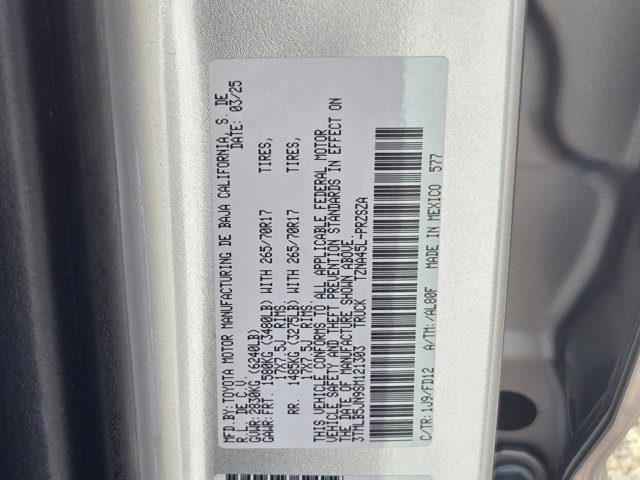 MFD.BY:TOYOTA MOTOR MANUFACTURING DE BAJA CALIFORNIA, S. DE
R.L. DE C.V. DATE: 03/25
GVWR:2830KG (6240LB)
GAWR:FRT. 1580KG (3480LB) WITH 265/70R17 TIRES,
17X7.5J RIMS,
RR. 1485KG (3275LB) WITH 265/70R17 TIRES,
17X7.5J RIMS.
THIS VEHICLE CONFORMS TO ALL APPLICABLE FEDERAL MOTOR
VEHICLE SAFETY AND THEFT PREVENTION STANDARDS IN EFFECT ON
THE DATE OF MANUFACTURE SHOWN ABOVE.
3TMLB5JN9SM121303 TRUCK TZNA45L-PRZSZA
C/TR:1J9/FD12 A/TM:/AL80F MADE IN MEXICO 577